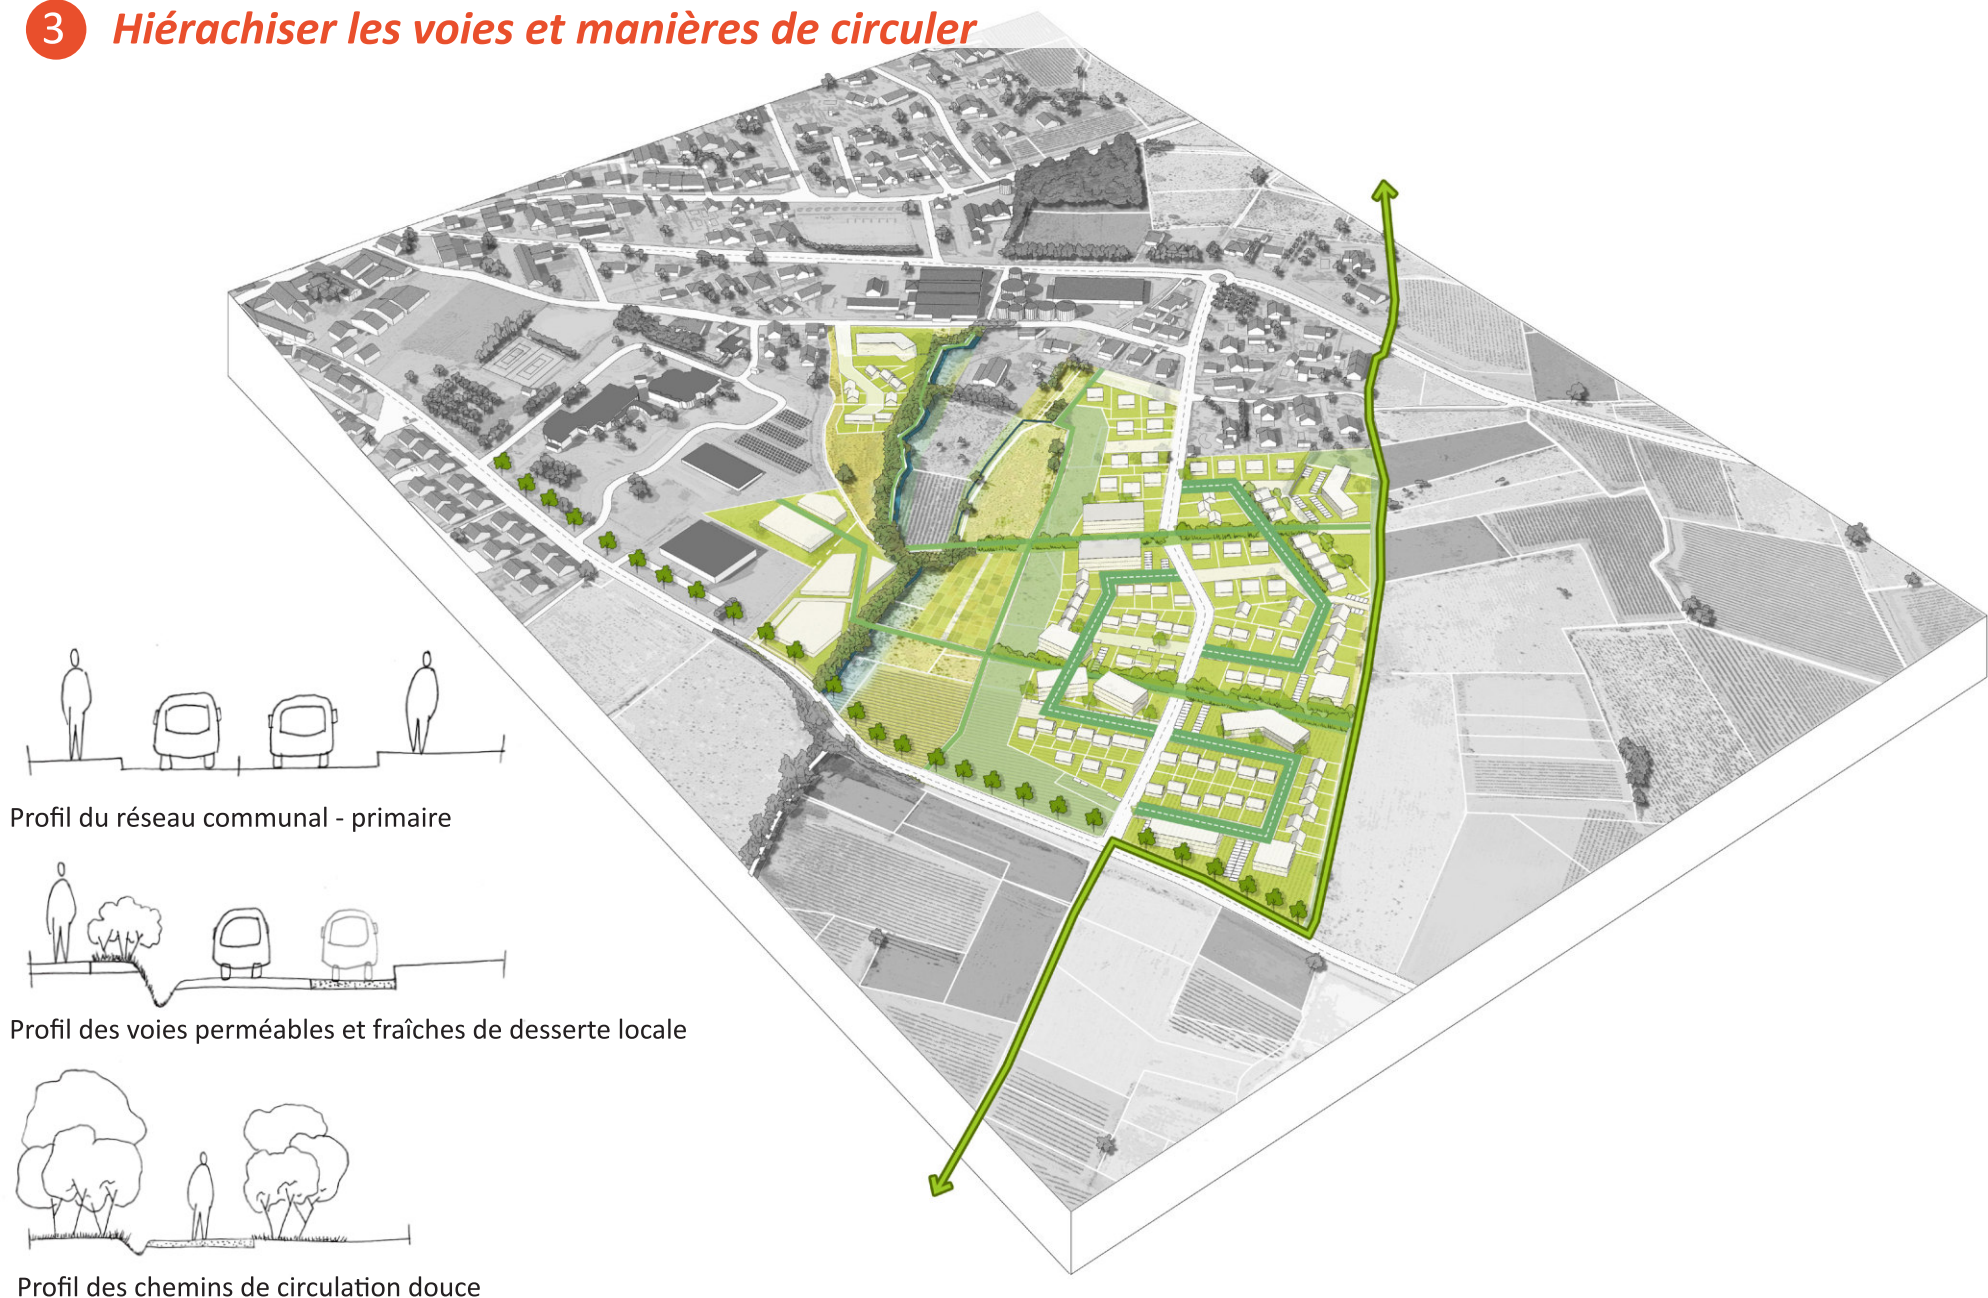 3 Hiérachiser les voies et manières de circuler
Profil du réseau communal - primaire
Profil des voies perméables et fraîches de desserte locale
Profil des chemins de circulation douce